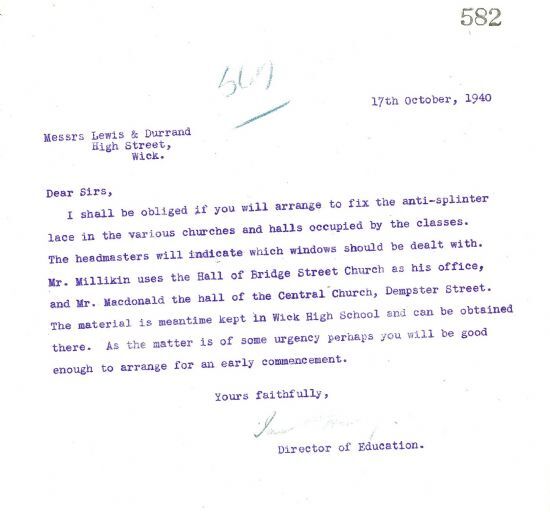 582
569
17th October, 1940
Messrs Lewis & Durrand
High Street,
Wick.
Dear Sirs,
I shall be obliged if you will arrange to fix the anti-splinter
lace in the various churches and halls occupied by the classes.
The headmasters will indicate which windows should be dealt with.
Mr. Millikin uses the Hall of Bridge Street Church as his office,
and Mr. Macdonald the hall of the Central Church, Dempster Street.
The material is meantime kept in Wick High School and can be obtained
there. As the matter is of some urgency perhaps you will be good
enough to arrange for an early commencement.
Yours faithfully,
Director of Education.